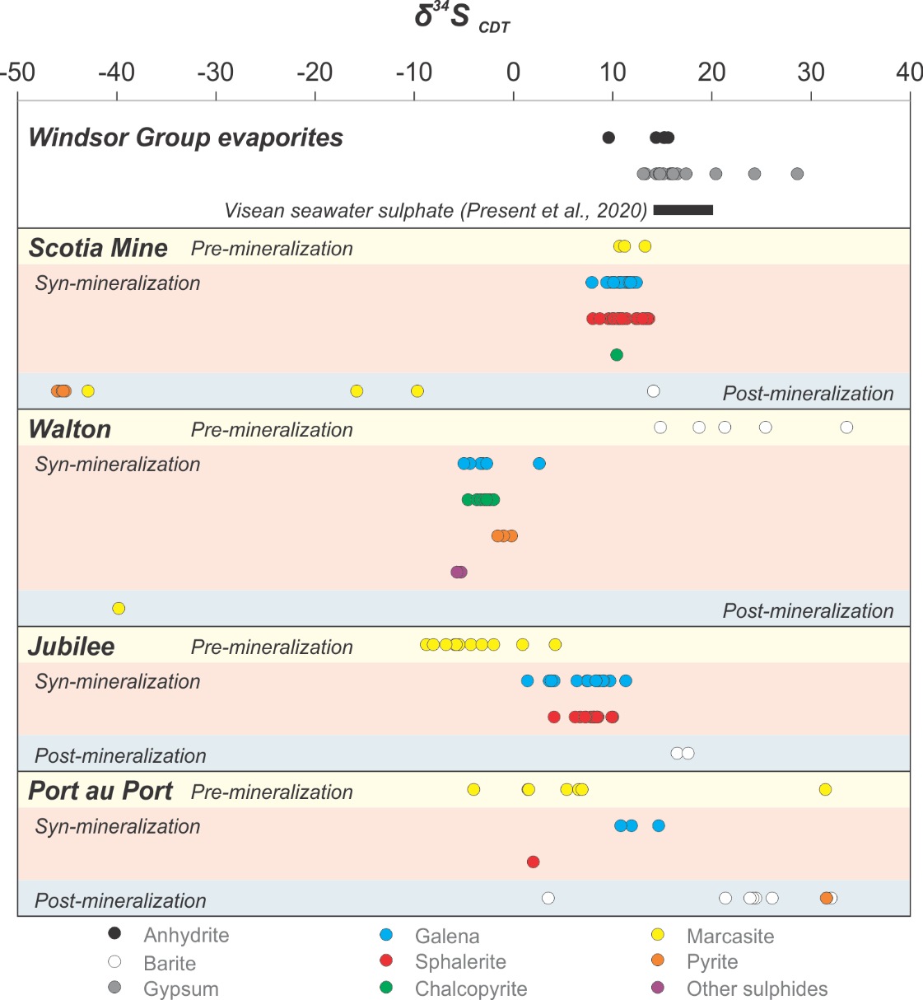 δ34S CDT
-50 -40 -30 -20 -10 0 10 20 30 40
Windsor Group evaporites
Visean seawater sulphate (Present et al., 2020)
Scotia Mine Pre-mineralization
Syn-mineralization
Post-mineralization
Walton Pre-mineralization
Syn-mineralization
Post-mineralization
Jubilee Pre-mineralization
Syn-mineralization
Post-mineralization
Port au Port Pre-mineralization
Syn-mineralization
Post-mineralization
Anhydrite Galena Marcasite
Barite Sphalerite Pyrite
Gypsum Chalcopyrite Other sulphides